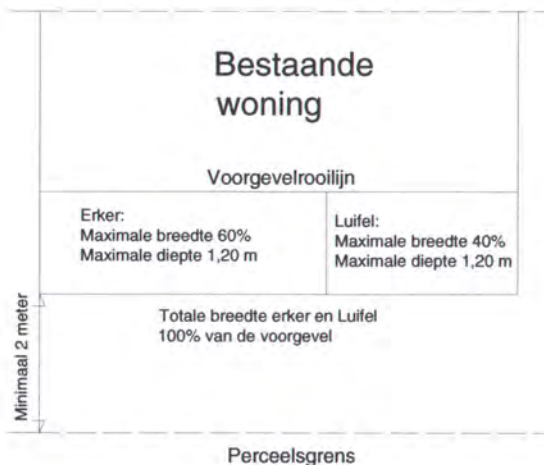 Bestaande
woning
Voorgevelrooilijn
Erker:
Maximale breedte 60%
Maximale diepte 1,20 m
Luifel:
Maximale breedte 40%
Maximale diepte 1,20 m
Minimaal 2 meter
Totale breedte erker en Luifel
100% van de voorgevel
Perceelsgrens